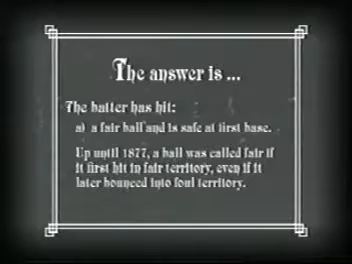 The answer is ...
The batter has hit:
a) a fair ball and is safe at first base.
Up until 1877, a ball was called fair if
it first hit in fair territory, even if it
later bounced into foul territory.